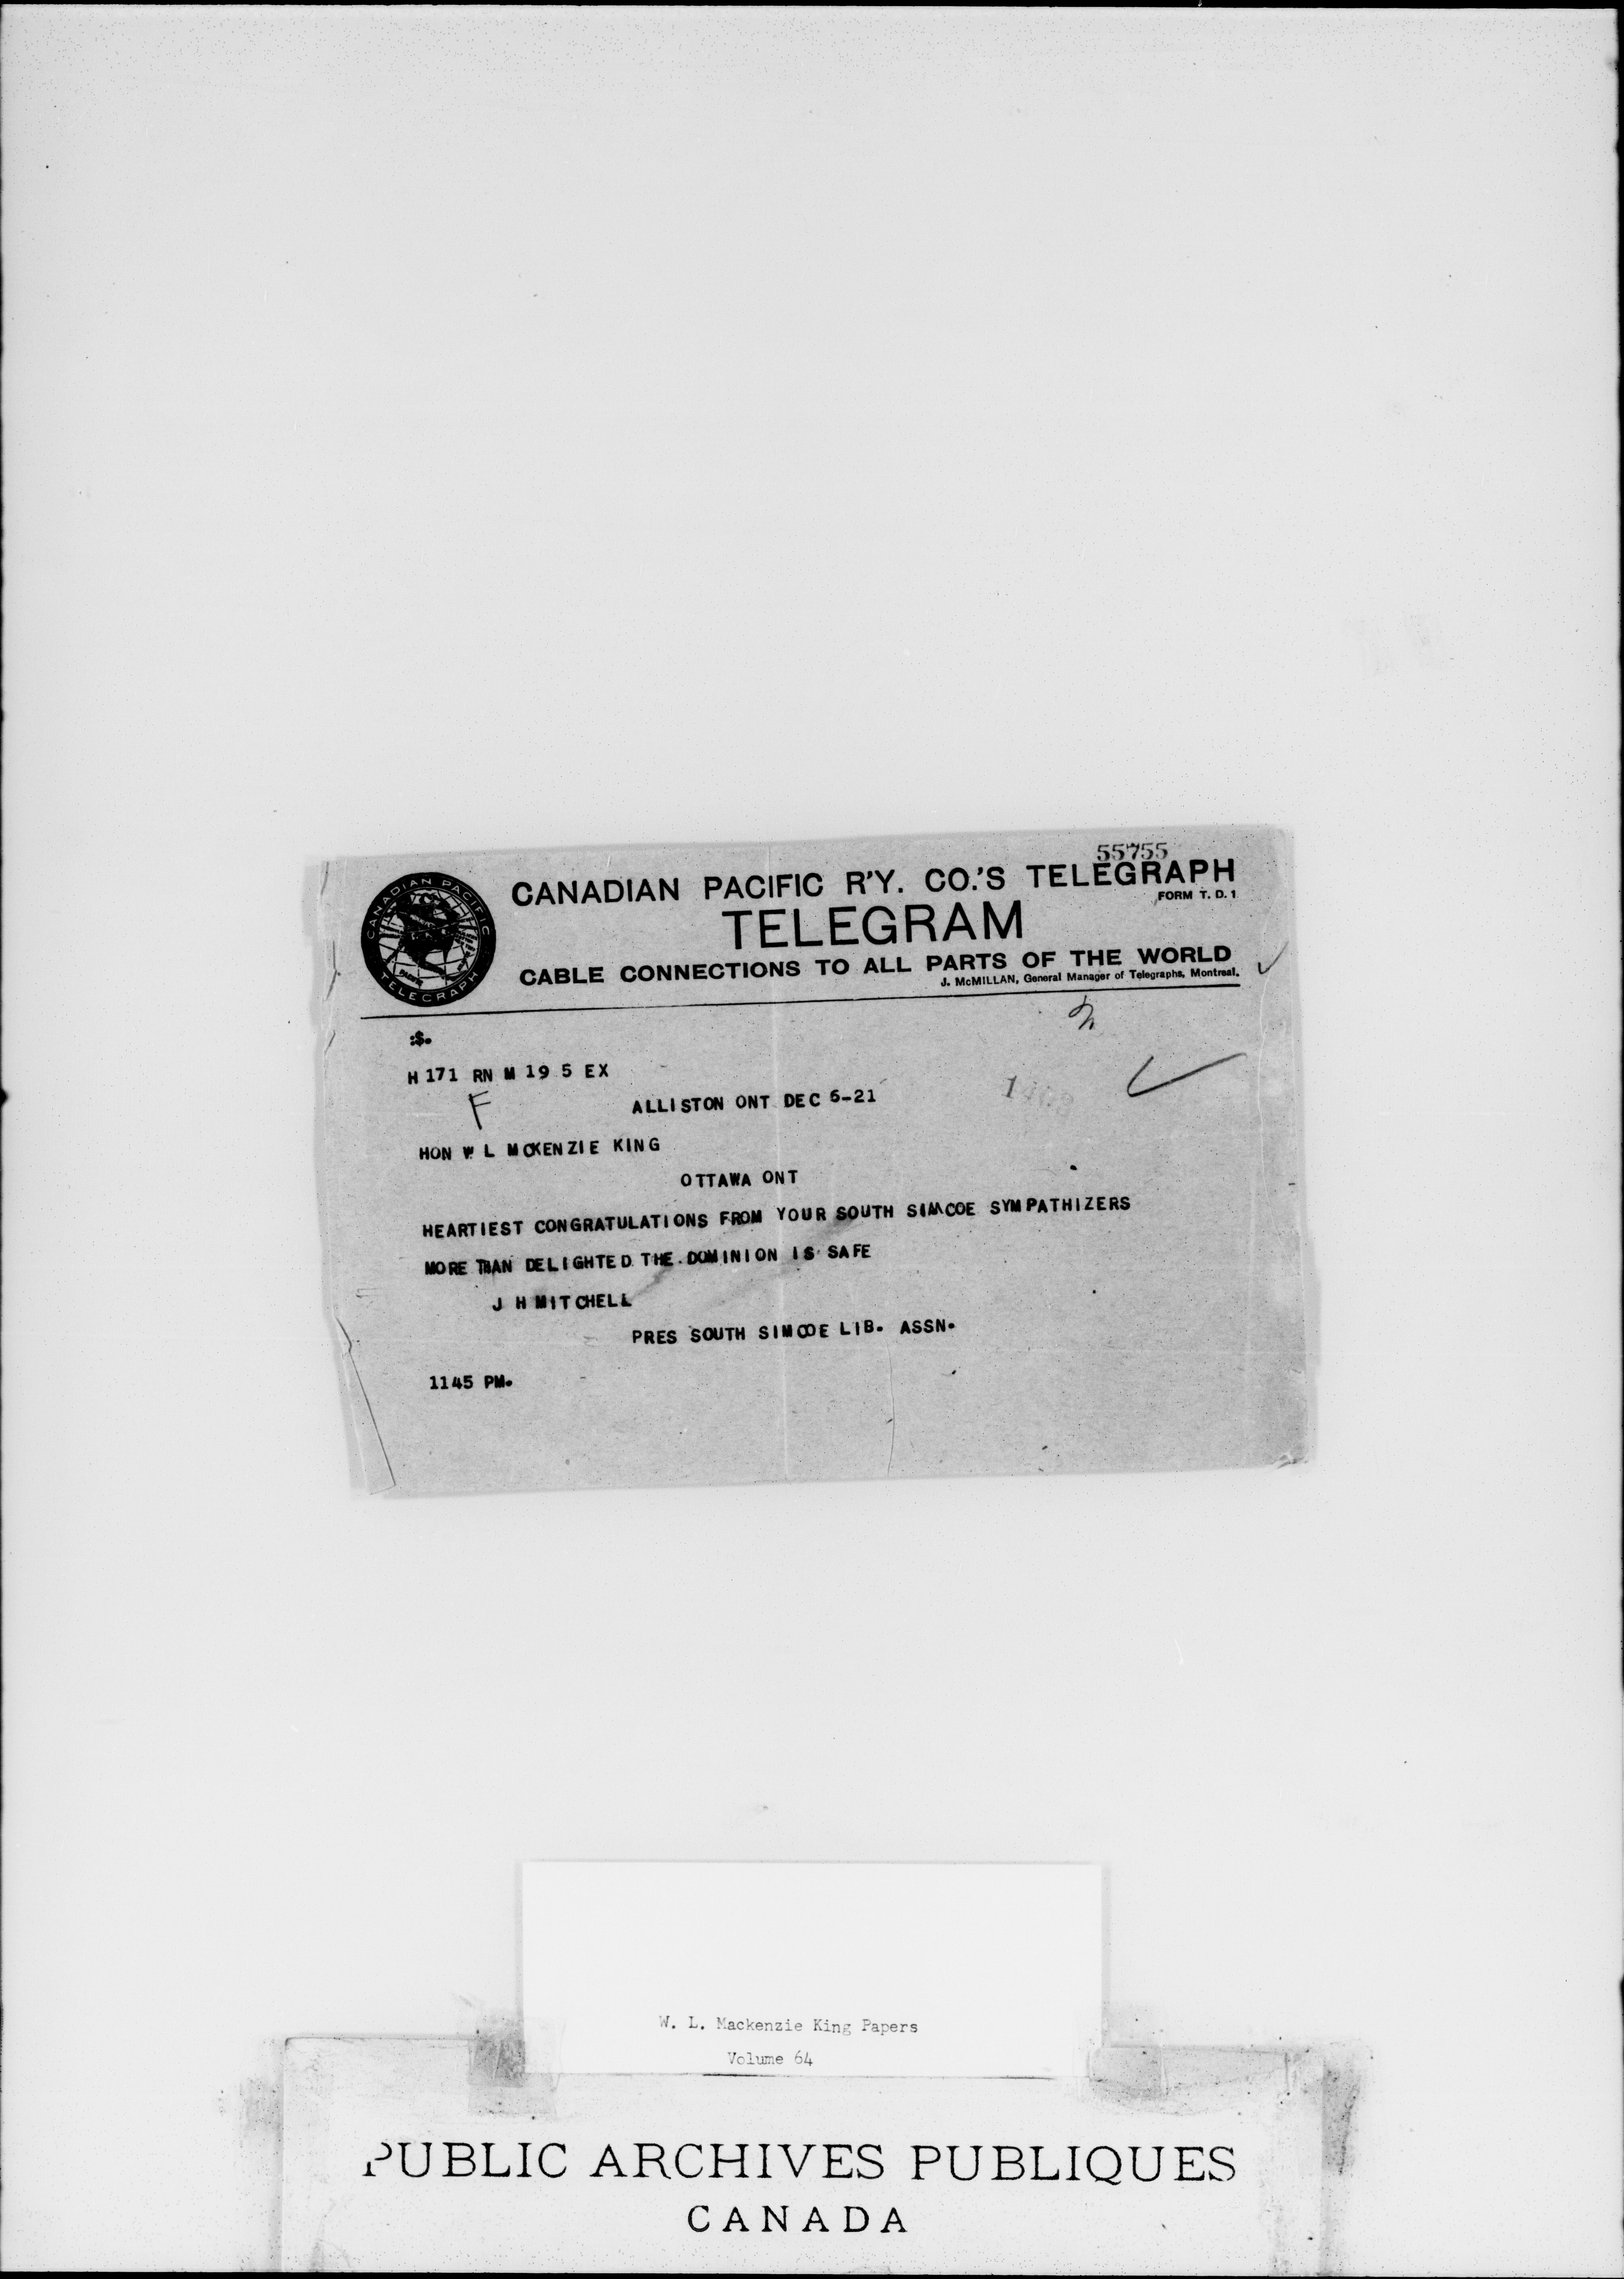 55755
CANADIAN PACIFIC R'Y. CO.'S TELEGRAPH
FORM T. D. 1
TELEGRAM
CABLE CONNECTIONS TO ALL PARTS OF THE WORLD
J. McMILLAN, General Manager of Telegraphs, Montreal.
CANADIAN PACIFIC
TELEGRAPH
:$.
H 171 RN M 19 5 EX
F
ALLISTON ONT DEC 6-21
HON W L MCKENZIE KING
OTTAWA ONT
HEARTIEST CONGRATULATIONS FROM YOUR SOUTH SIMCOE SYMPATHIZERS
MORE THAN DELIGHTED THE DOMINION IS SAFE
J H MITCHELL
PRES SOUTH SIMCOE LIB. ASSN.
1145 PM.
W. L. Mackenzie King Papers
Volume 64
PUBLIC ARCHIVES PUBLIQUES
CANADA